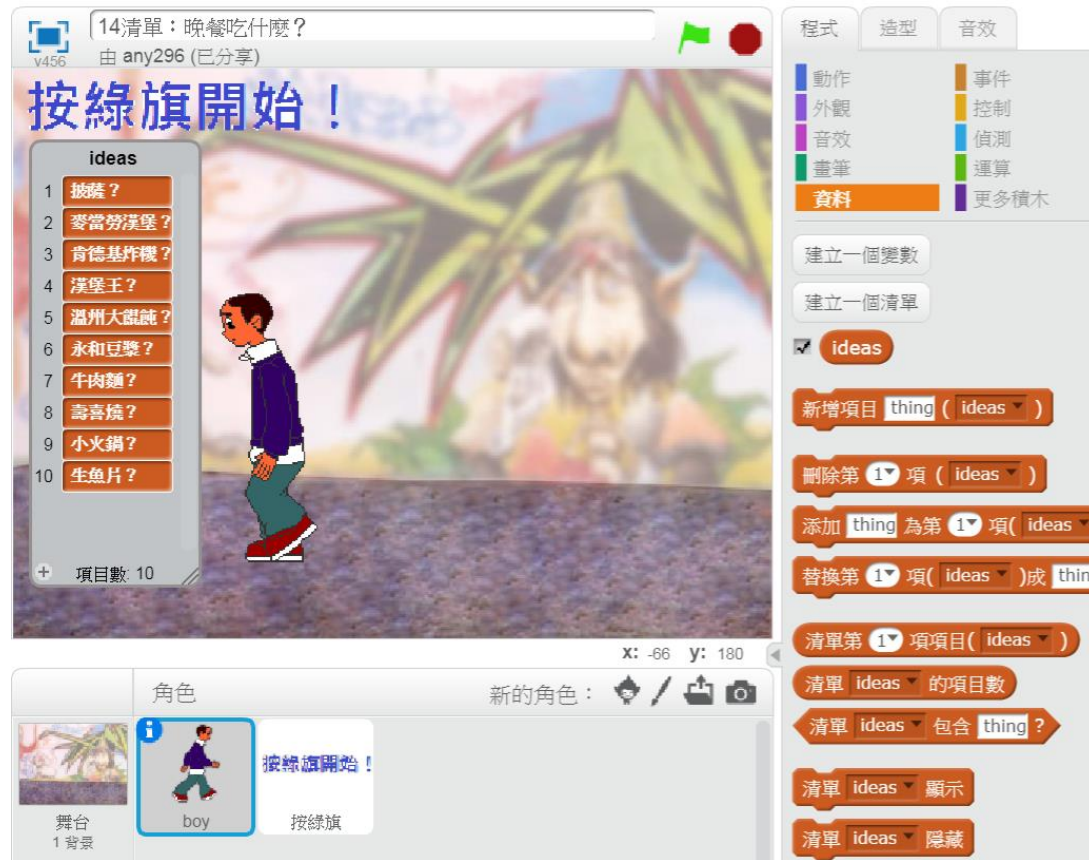 14清單：晚餐吃什麼？
v456
由 any296 (已分享)
按綠旗開始！
ideas
1 披薩？
2 麥當勞漢堡？
3 肯德基炸機？
4 漢堡王？
5 溫州大餛飩？
6 永和豆漿？
7 牛肉麵？
8 壽喜燒？
9 小火鍋？
10 生魚片？
+ 項目數: 10
x: -66 y: 180
角色
新的角色：
舞台
1 背景
boy
按綠旗開始！
按綠旗
程式 造型 音效
動作 事件
外觀 控制
音效 偵測
畫筆 運算
資料 更多積木
建立一個變數
建立一個清單
ideas
新增項目 thing ( ideas )
刪除第 1 項 ( ideas )
添加 thing 為第 1 項( ideas
替換第 1 項( ideas )成 thin
清單第 1 項項目( ideas )
清單 ideas 的項目數
清單 ideas 包含 thing ?
清單 ideas 顯示
清單 ideas 隱藏